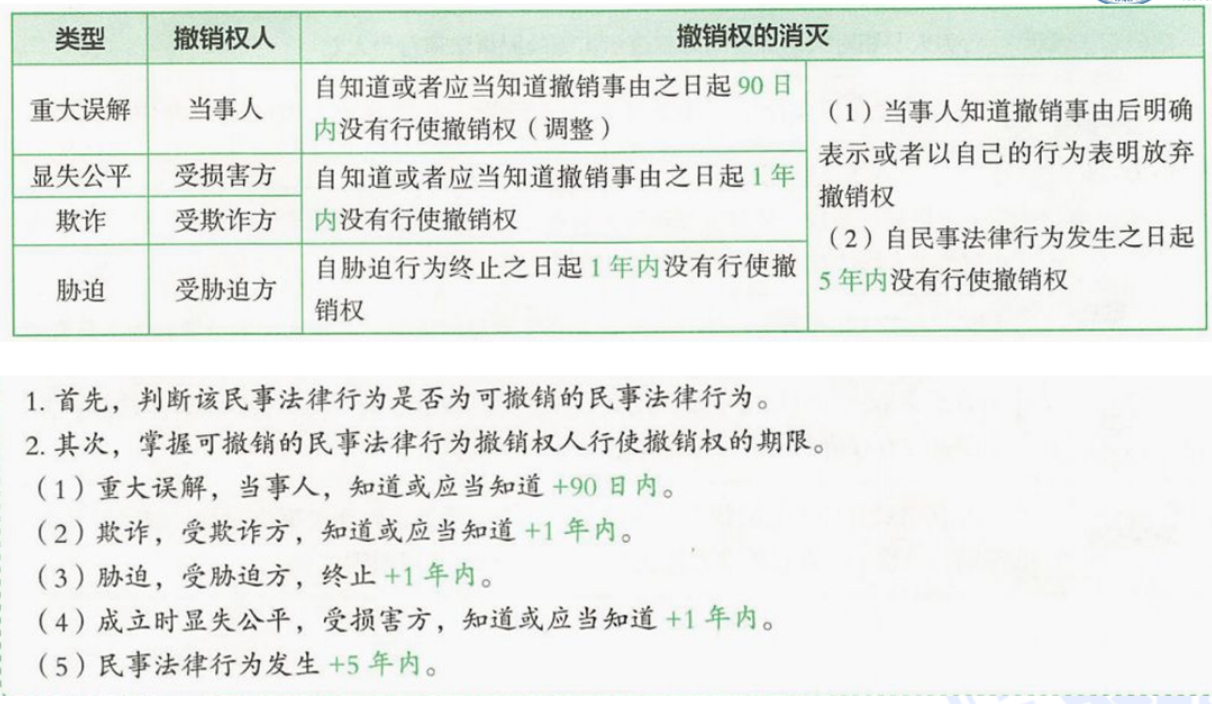 类型 撤销权人 撤销权的消灭
重大误解 当事人 自知道或者应当知道撤销事由之日起 90 日
内没有行使撤销权（调整）
显失公平 受损害方 自知道或者应当知道撤销事由之日起 1 年
欺诈 受欺诈方 内没有行使撤销权
胁迫 受胁迫方 自胁迫行为终止之日起 1 年内没有行使撤
销权
（1）当事人知道撤销事由后明确
表示或者以自己的行为表明放弃
撤销权
（2）自民事法律行为发生之日起
5 年内没有行使撤销权
1. 首先，判断该民事法律行为是否为可撤销的民事法律行为。
2. 其次，掌握可撤销的民事法律行为撤销权人行使撤销权的期限。
（1）重大误解，当事人，知道或应当知道 +90 日内。
（2）欺诈，受欺诈方，知道或应当知道 +1 年内。
（3）胁迫，受胁迫方，终止 +1 年内。
（4）成立时显失公平，受损害方，知道或应当知道 +1 年内。
（5）民事法律行为发生 +5 年内。